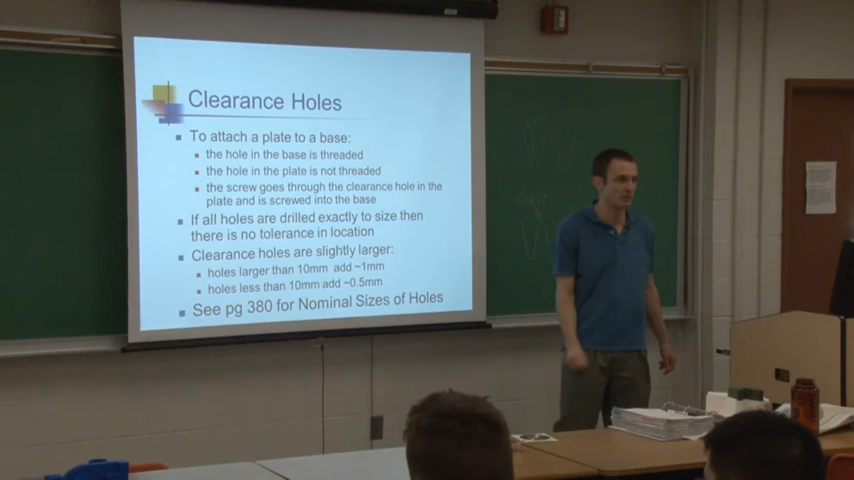 Clearance Holes
To attach a plate to a base:
the hole in the base is threaded
the hole in the plate is not threaded
the screw goes through the clearance hole in the
plate and is screwed into the base
If all holes are drilled exactly to size then
there is no tolerance in location
Clearance holes are slightly larger:
holes larger than 10mm add ~1mm
holes less than 10mm add ~0.5mm
See pg 380 for Nominal Sizes of Holes